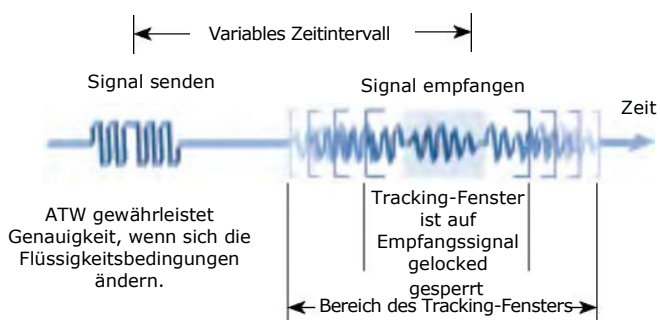 Variables Zeitintervall
Signal senden
Signal empfangen
Zeit
ATW gewährleistet
Genauigkeit, wenn sich die
Flüssigkeitsbedingungen
ändern.
Tracking-Fenster
ist auf
Empfangssignal
gelocked
gesperrt
Bereich des Tracking-Fensters